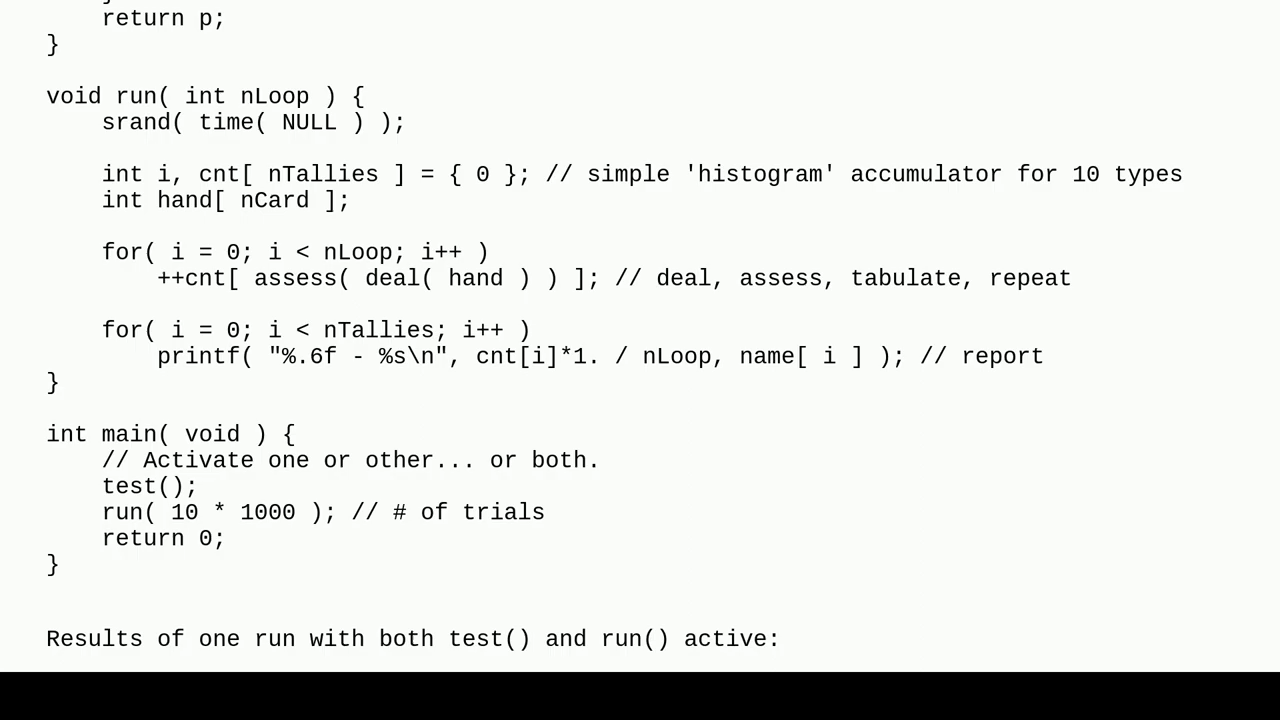 return p;
}
void run( int nLoop ) {
srand( time( NULL ) );
int i, cnt[ nTallies ] = { 0 }; // simple 'histogram' accumulator for 10 types
int hand[ nCard ];
for( i = 0; i < nLoop; i++ )
++cnt[ assess( deal( hand ) ) ]; // deal, assess, tabulate, repeat
for( i = 0; i < nTallies; i++ )
printf( "%.6f - %s\n", cnt[i]*1. / nLoop, name[ i ] ); // report
}
int main( void ) {
// Activate one or other... or both.
test();
run( 10 * 1000 ); // # of trials
return 0;
}
Results of one run with both test() and run() active: